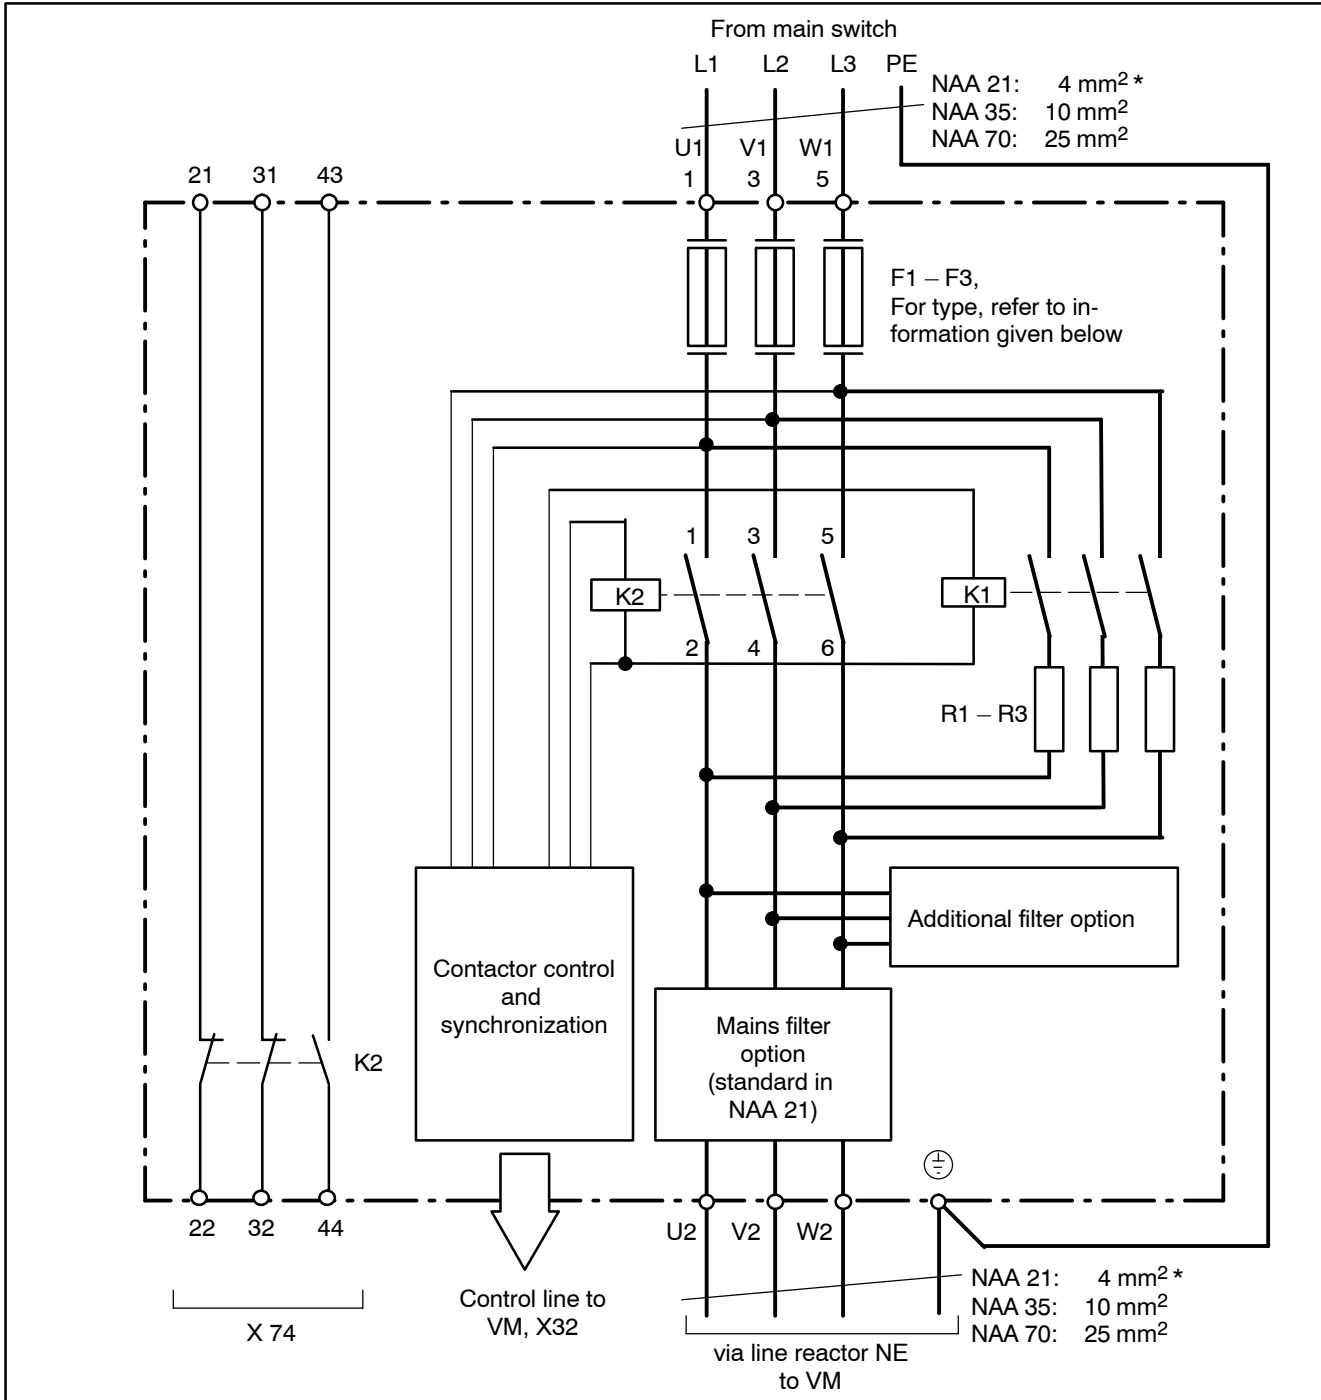 From main switch
L1 L2 L3 PE
NAA 21: 4 mm² *
NAA 35: 10 mm²
NAA 70: 25 mm²
U1 V1 W1
21 31 43 1 3 5
F1 – F3,
For type, refer to in-
formation given below
1 3 5
K2 K1
2 4 6
R1 – R3
Additional filter option
Contactor control
and
synchronization
Mains filter
option
(standard in
NAA 21)
K2
22 32 44
U2 V2 W2
X 74
Control line to
VM, X32
NAA 21: 4 mm² *
NAA 35: 10 mm²
NAA 70: 25 mm²
via line reactor NE
to VM